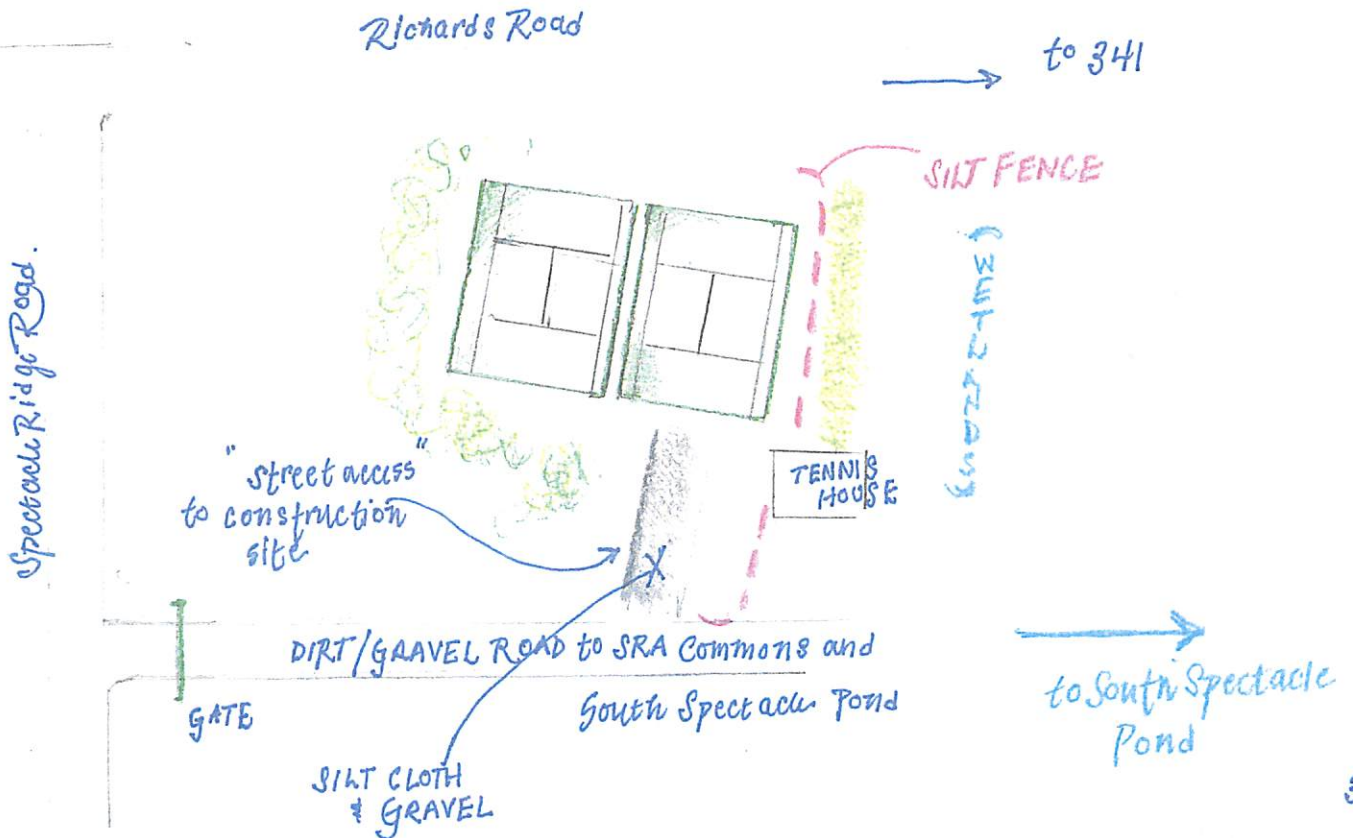 Richards Road
to 341
SILT FENCE
(WETLANDS)
Spectacle Ridge Road.
"street access"
to construction
site
TENNIS
HOUSE
DIRT/GRAVEL ROAD to SRA Commons and
South Spectacle Pond
GATE
to South Spectacle
Pond
SILT CLOTH
& GRAVEL
3